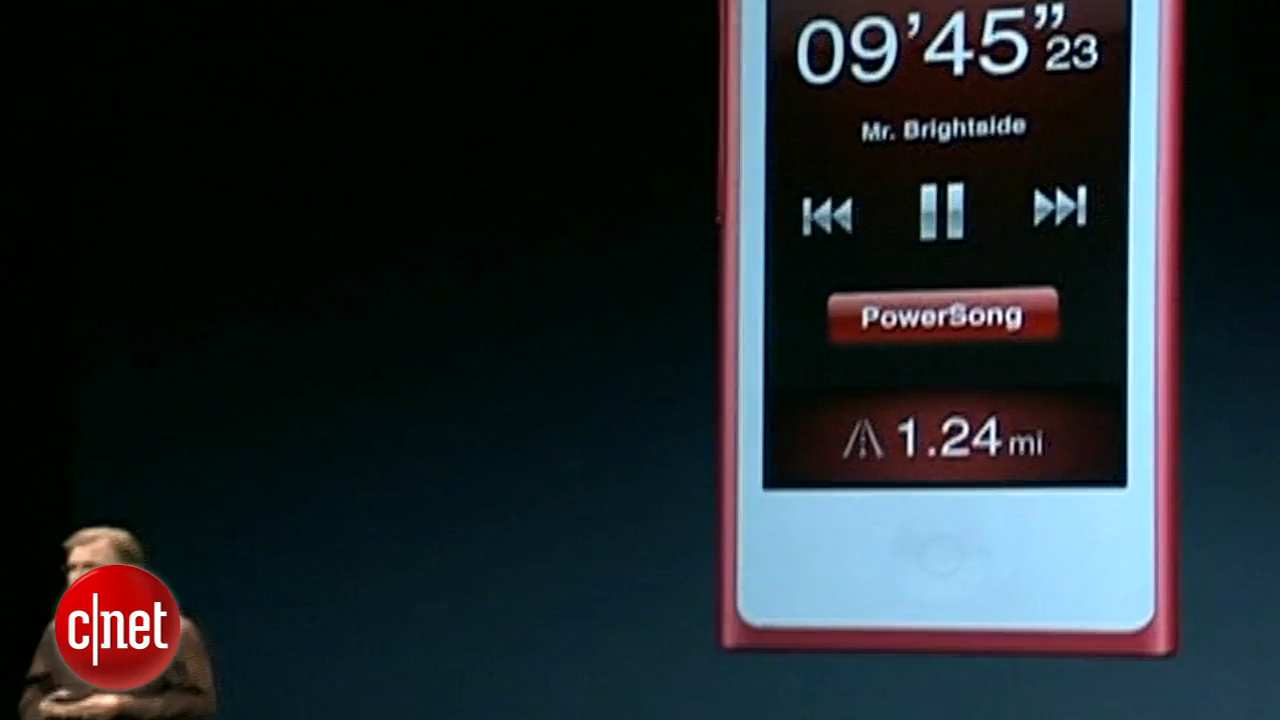 09’45”23
Mr. Brightside
PowerSong
1.24 mi
c|net